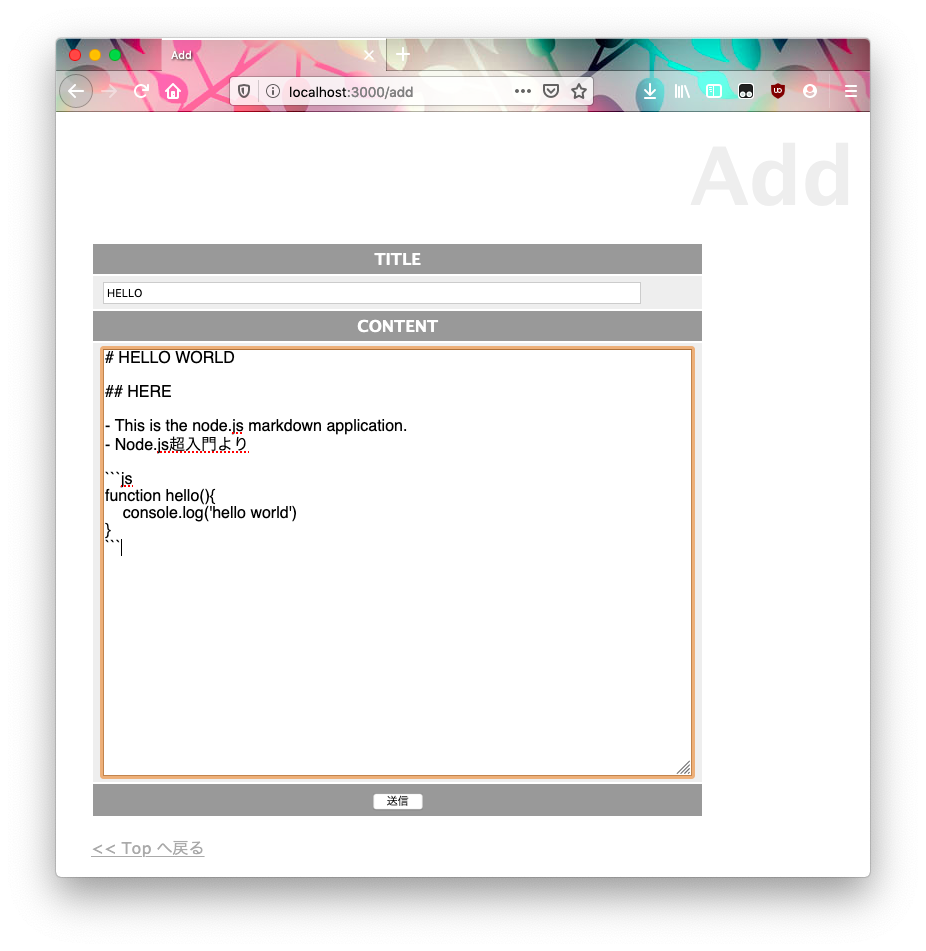 Add
localhost:3000/add
Add
TITLE
HELLO
CONTENT
# HELLO WORLD
## HERE
- This is the node.js markdown application.
- Node.js超入門より
```js
function hello(){
    console.log('hello world')
}
```
送信
<< Top へ戻る